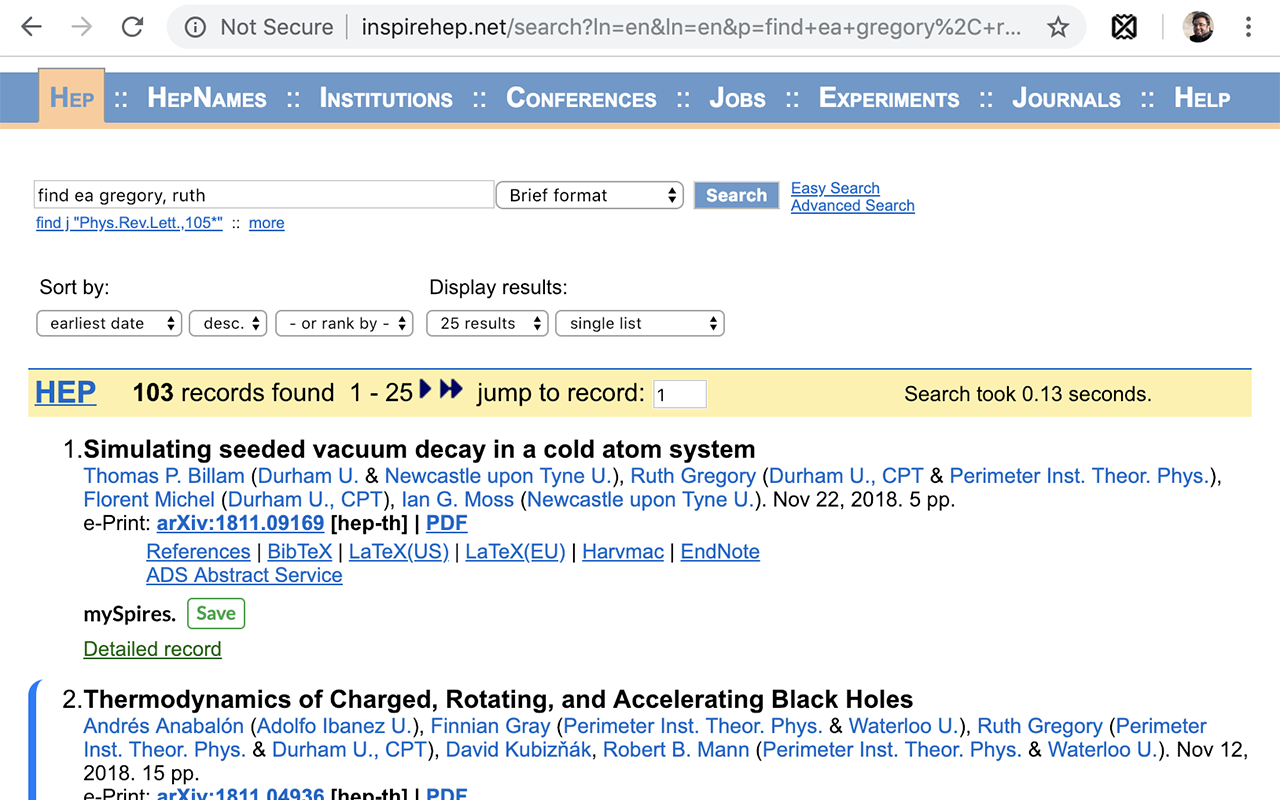 Not Secure | inspirehep.net/search?ln=en&ln=en&p=find+ea+gregory%2C+r...
HEP :: HEPNAMES :: INSTITUTIONS :: CONFERENCES :: JOBS :: EXPERIMENTS :: JOURNALS :: HELP
find ea gregory, ruth Brief format Search Easy Search
Advanced Search
find j "Phys.Rev.Lett.,105*" :: more
Sort by: Display results:
earliest date desc. - or rank by - 25 results single list
HEP 103 records found 1 - 25 jump to record: 1 Search took 0.13 seconds.
1. Simulating seeded vacuum decay in a cold atom system
Thomas P. Billam (Durham U. & Newcastle upon Tyne U.), Ruth Gregory (Durham U., CPT & Perimeter Inst. Theor. Phys.),
Florent Michel (Durham U., CPT), Ian G. Moss (Newcastle upon Tyne U.). Nov 22, 2018. 5 pp.
e-Print: arXiv:1811.09169 [hep-th] | PDF
References | BibTeX | LaTeX(US) | LaTeX(EU) | Harvmac | EndNote
ADS Abstract Service
mySpires. Save
Detailed record
2. Thermodynamics of Charged, Rotating, and Accelerating Black Holes
Andrés Anabalón (Adolfo Ibanez U.), Finnian Gray (Perimeter Inst. Theor. Phys. & Waterloo U.), Ruth Gregory (Perimeter
Inst. Theor. Phys. & Durham U., CPT), David Kubizňák, Robert B. Mann (Perimeter Inst. Theor. Phys. & Waterloo U.). Nov 12,
2018. 15 pp.
e-Print: arXiv:1811.04936 [hep-th] | PDF